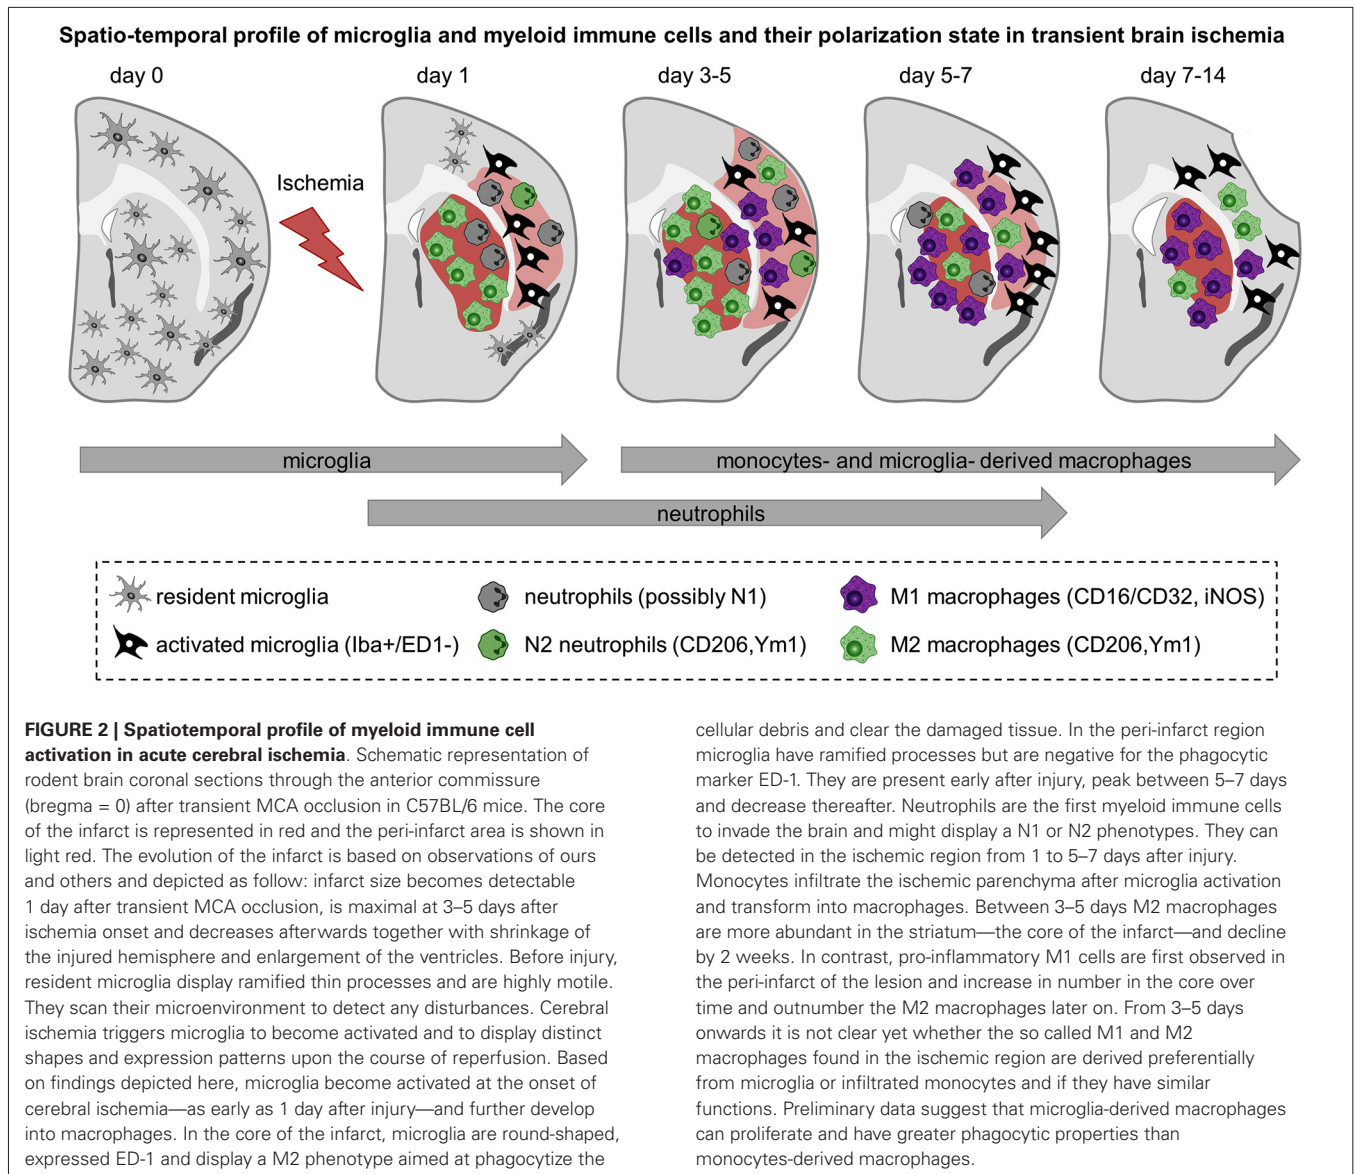 Spatio-temporal profile of microglia and myeloid immune cells and their polarization state in transient brain ischemia
day 0
day 1
day 3-5
day 5-7
day 7-14
Ischemia
microglia
monocytes- and microglia- derived macrophages
neutrophils
resident microglia
neutrophils (possibly N1)
M1 macrophages (CD16/CD32, iNOS)
activated microglia (Iba+/ED1-)
N2 neutrophils (CD206,Ym1)
M2 macrophages (CD206,Ym1)
FIGURE 2 | Spatiotemporal profile of myeloid immune cell
activation in acute cerebral ischemia. Schematic representation of
rodent brain coronal sections through the anterior commissure
(bregma = 0) after transient MCA occlusion in C57BL/6 mice. The core
of the infarct is represented in red and the peri-infarct area is shown in
light red. The evolution of the infarct is based on observations of ours
and others and depicted as follow: infarct size becomes detectable
1 day after transient MCA occlusion, is maximal at 3–5 days after
ischemia onset and decreases afterwards together with shrinkage of
the injured hemisphere and enlargement of the ventricles. Before injury,
resident microglia display ramified thin processes and are highly motile.
They scan their microenvironment to detect any disturbances. Cerebral
ischemia triggers microglia to become activated and to display distinct
shapes and expression patterns upon the course of reperfusion. Based
on findings depicted here, microglia become activated at the onset of
cerebral ischemia—as early as 1 day after injury—and further develop
into macrophages. In the core of the infarct, microglia are round-shaped,
expressed ED-1 and display a M2 phenotype aimed at phagocytize the
cellular debris and clear the damaged tissue. In the peri-infarct region
microglia have ramified processes but are negative for the phagocytic
marker ED-1. They are present early after injury, peak between 5–7 days
and decrease thereafter. Neutrophils are the first myeloid immune cells
to invade the brain and might display a N1 or N2 phenotypes. They can
be detected in the ischemic region from 1 to 5–7 days after injury.
Monocytes infiltrate the ischemic parenchyma after microglia activation
and transform into macrophages. Between 3–5 days M2 macrophages
are more abundant in the striatum—the core of the infarct—and decline
by 2 weeks. In contrast, pro-inflammatory M1 cells are first observed in
the peri-infarct of the lesion and increase in number in the core over
time and outnumber the M2 macrophages later on. From 3–5 days
onwards it is not clear yet whether the so called M1 and M2
macrophages found in the ischemic region are derived preferentially
from microglia or infiltrated monocytes and if they have similar
functions. Preliminary data suggest that microglia-derived macrophages
can proliferate and have greater phagocytic properties than
monocytes-derived macrophages.